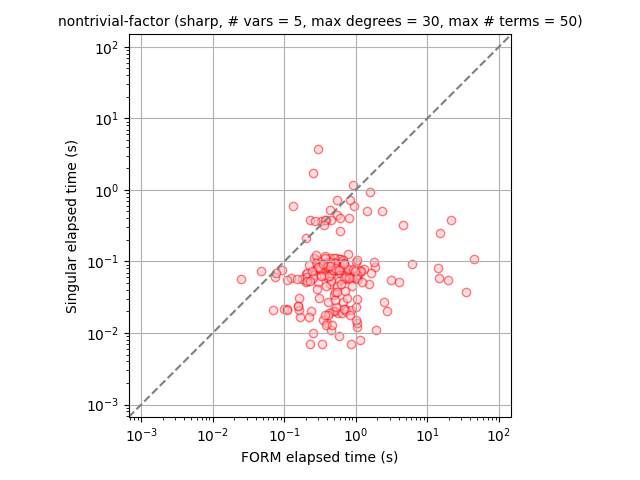 nontrivial-factor (sharp, # vars = 5, max degrees = 30, max # terms = 50)
Singular elapsed time (s)
10²
10¹
10⁰
10⁻¹
10⁻²
10⁻³
10⁻³ 10⁻² 10⁻¹ 10⁰ 10¹ 10²
FORM elapsed time (s)